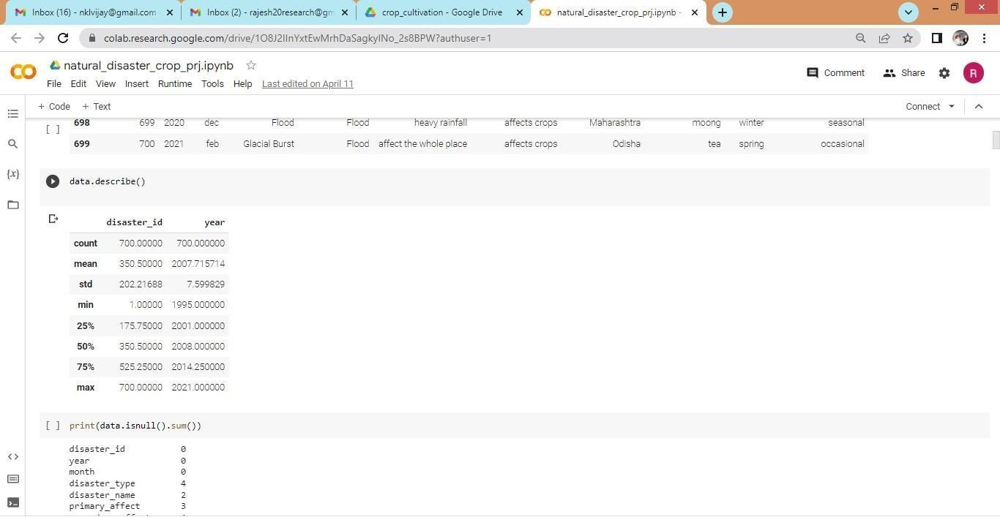 Inbox (16) - nklvijay@gmail.com
Inbox (2) - rajesh20research@gm
crop_cultivation - Google Drive
natural_disaster_crop_prj.ipynb -
colab.research.google.com/drive/
natural_disaster_crop_prj.ipynb
File Edit View Insert Runtime Tools Help Last edited on April 11
Comment Share R
+ Code + Text Connect
[ ] 698 699 2020 dec Flood Flood heavy rainfall affects crops Maharashtra moong winter seasonal
699 700 2021 feb Glacial Burst Flood affect the whole place affects crops Odisha tea spring occasional
{x}
data.describe()
disaster_id year
count 700.00000 700.000000
mean 350.50000 2007.715714
std 202.21688 7.599829
min 1.00000 1995.000000
25% 175.75000 2001.000000
50% 350.50000 2008.000000
75% 525.25000 2014.250000
max 700.00000 2021.000000
[ ] print(data.isnull().sum())
disaster_id 0
year 0
month 0
disaster_type 4
disaster_name 2
primary_affect 3